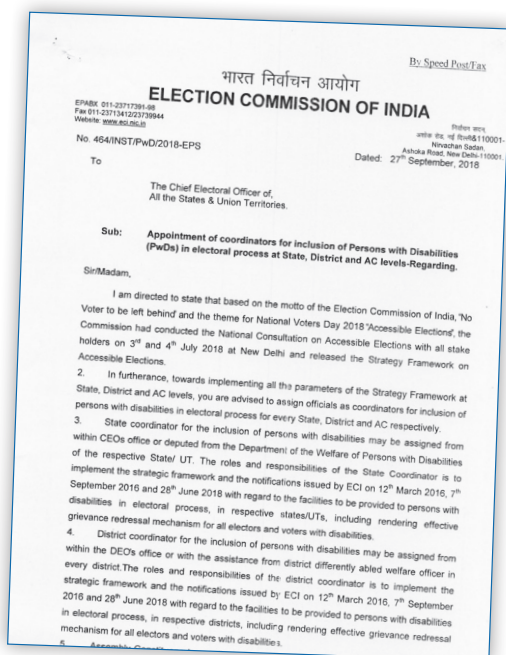 By Speed Post/Fax
भारत निर्वाचन आयोग
ELECTION COMMISSION OF INDIA
EPABX 011-23717391-98
Fax 011-23713412/23739944
Website: www.eci.nic.in
निर्वाचन सदन,
अशोक रोड, नई दिल्ली&110001-
Nirvachan Sadan,
Ashoka Road, New Delhi-110001.
No. 464/INST/PwD/2018-EPS
Dated: 27th September, 2018
To
The Chief Electoral Officer of,
All the States & Union Territories.
Sub: Appointment of coordinators for inclusion of Persons with Disabilities
(PwDs) in electoral process at State, District and AC levels-Regarding.
Sir/Madam,
I am directed to state that based on the motto of the Election Commission of India, "No
Voter to be left behind' and the theme for National Voters Day 2018 "Accessible Elections", the
Commission had conducted the National Consultation on Accessible Elections with all stake
holders on 3rd and 4th July 2018 at New Delhi and released the Strategy Framework on
Accessible Elections.
2. In furtherance, towards implementing all the parameters of the Strategy Framework at
State, District and AC levels, you are advised to assign officials as coordinators for inclusion of
persons with disabilities in electoral process for every State, District and AC respectively.
3. State coordinator for the inclusion of persons with disabilities may be assigned from
within CEOs office or deputed from the Department of the Welfare of Persons with Disabilities
of the respective State/ UT. The roles and responsibilities of the State Coordinator is to
implement the strategic framework and the notifications issued by ECI on 12th March 2016, 7th
September 2016 and 28th June 2018 with regard to the facilities to be provided to persons with
disabilities in electoral process, in respective states/UTs, including rendering effective
grievance redressal mechanism for all electors and voters with disabilities.
4. District coordinator for the inclusion of persons with disabilities may be assigned from
within the DEO's office or with the assistance from district differently abled welfare officer in
every district.The roles and responsibilities of the district coordinator is to implement the
strategic framework and the notifications issued by ECI on 12th March 2016, 7th September
2016 and 28th June 2018 with regard to the facilities to be provided to persons with disabilities
in electoral process, in respective districts, including rendering effective grievance redressal
mechanism for all electors and voters with disabilities.